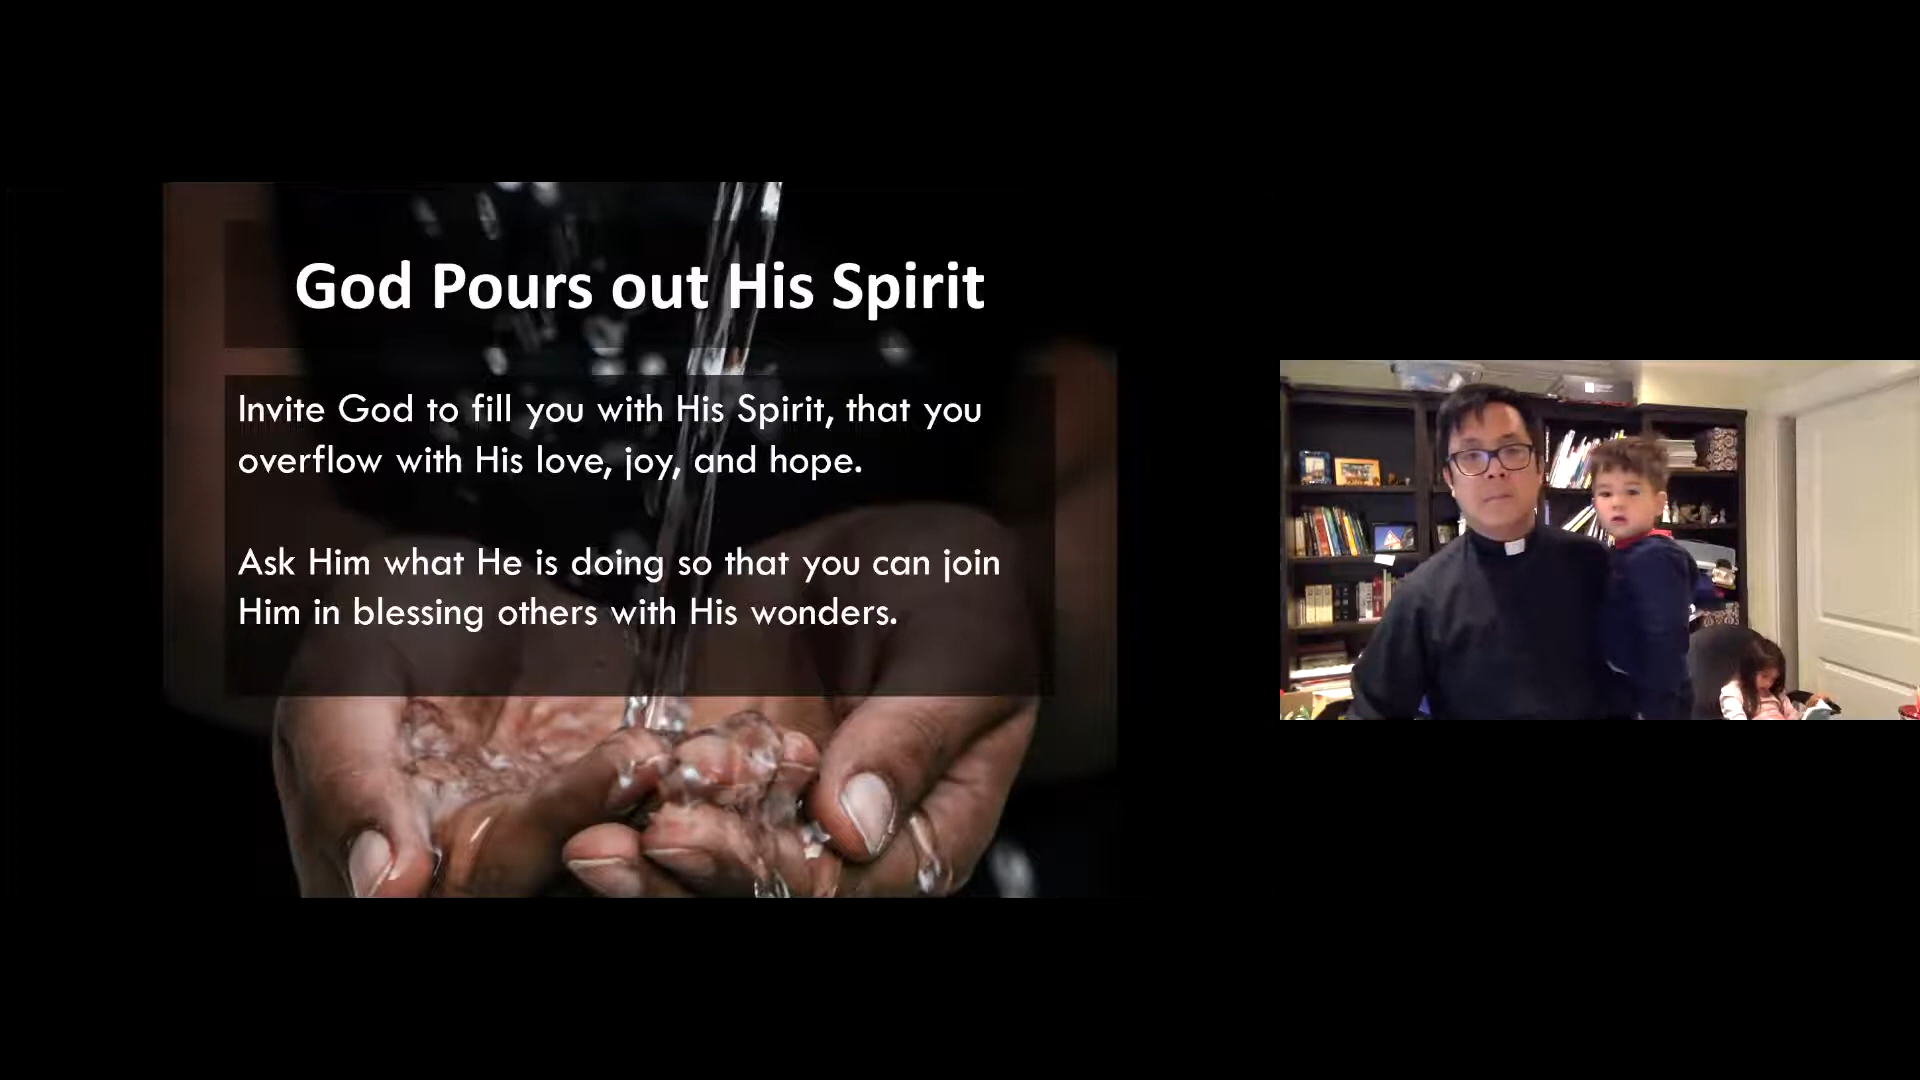 God Pours out His Spirit
Invite God to fill you with His Spirit, that you
overflow with His love, joy, and hope.
Ask Him what He is doing so that you can join
Him in blessing others with His wonders.